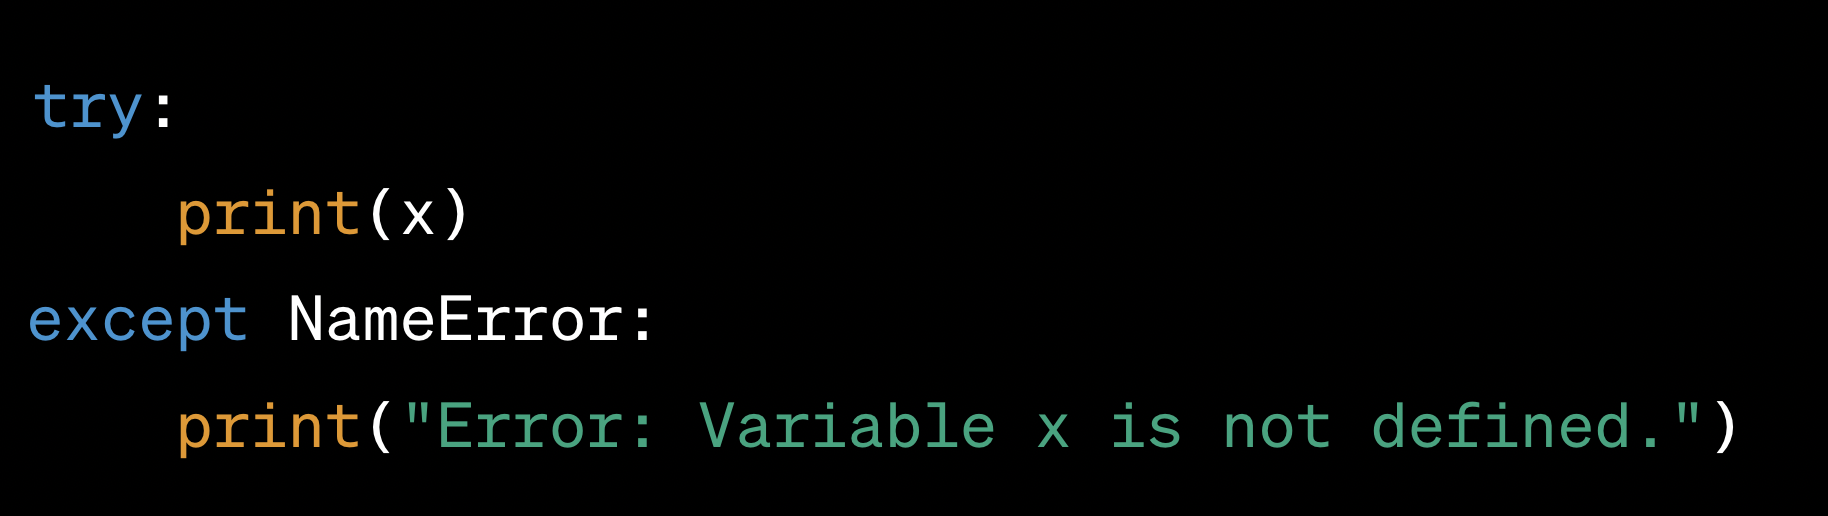 try:
    print(x)
except NameError:
    print("Error: Variable x is not defined.")